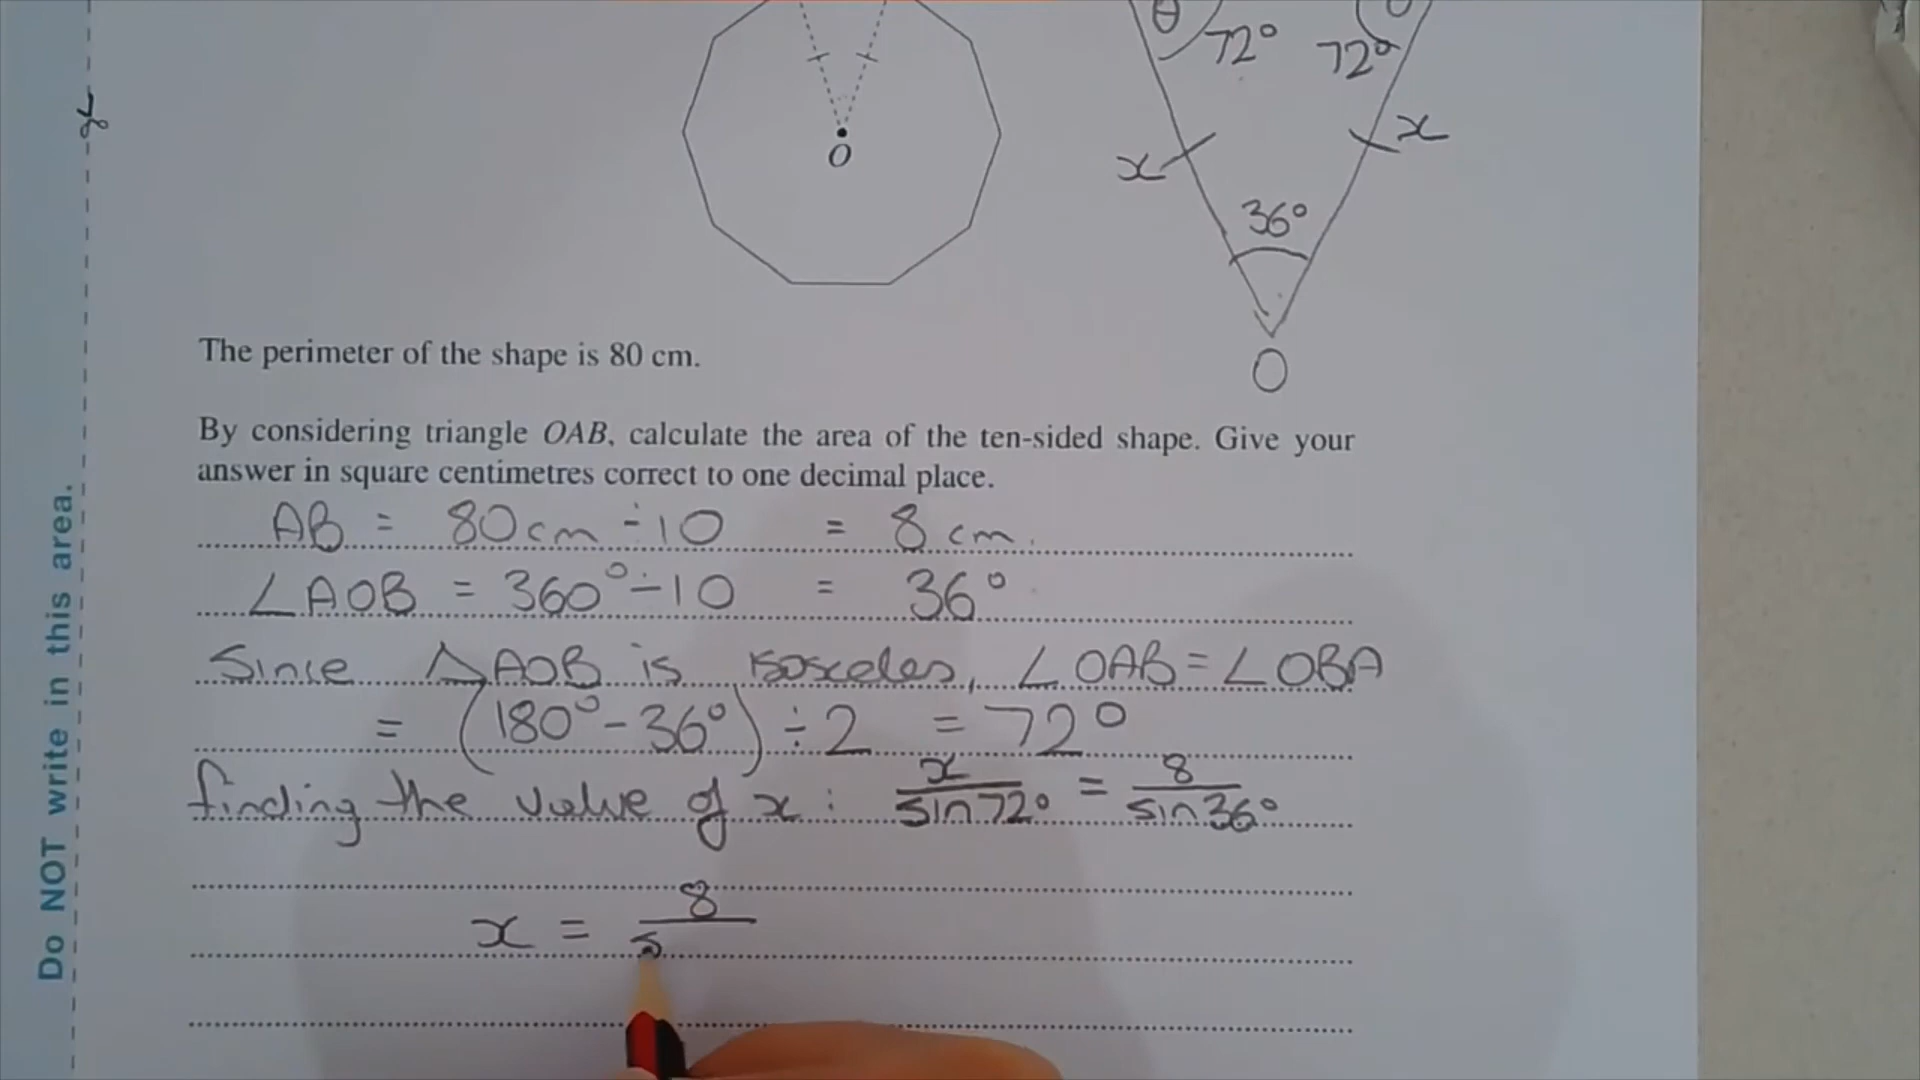 θ
72°
72°
x
x
O
36°
O
The perimeter of the shape is 80 cm.
By considering triangle OAB, calculate the area of the ten-sided shape. Give your
answer in square centimetres correct to one decimal place.
AB = 80cm ÷ 10 = 8 cm.
∠AOB = 360° ÷ 10 = 36°
Since △AOB is isosceles, ∠OAB = ∠OBA
= (180° - 36°) ÷ 2 = 72°
finding the value of x : x/sin72° = 8/sin36°
x = 8/s
Do NOT write in this area.